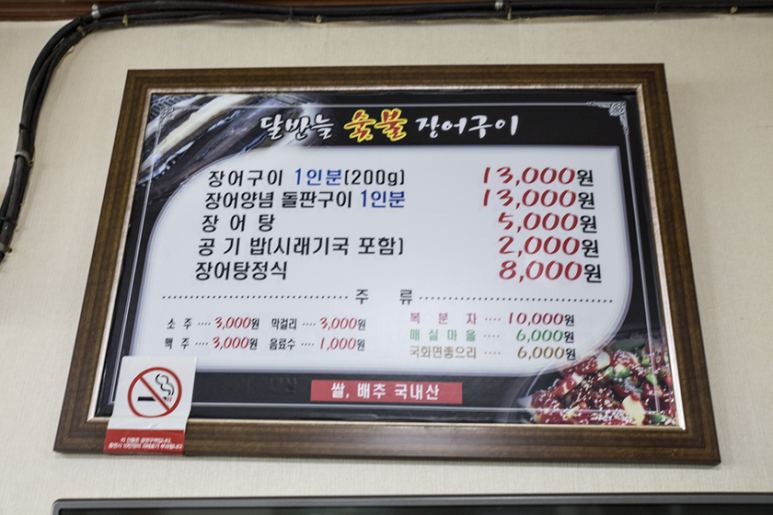 달반늘 숯불 장어구이
장어구이 1인분(200g) 13,000원
장어양념 돌판구이 1인분 13,000원
장 어 탕 5,000원
공 기 밥(시래기국 포함) 2,000원
장어탕정식 8,000원
주 류
소 주 ···· 3,000원 막걸리 ···· 3,000원
맥 주 ···· 3,000원 음료수 ···· 1,000원
복 분 자 ···· 10,000원
매실마을 ···· 6,000원
국화면좋으리 ···· 6,000원
쌀, 배추 국내산